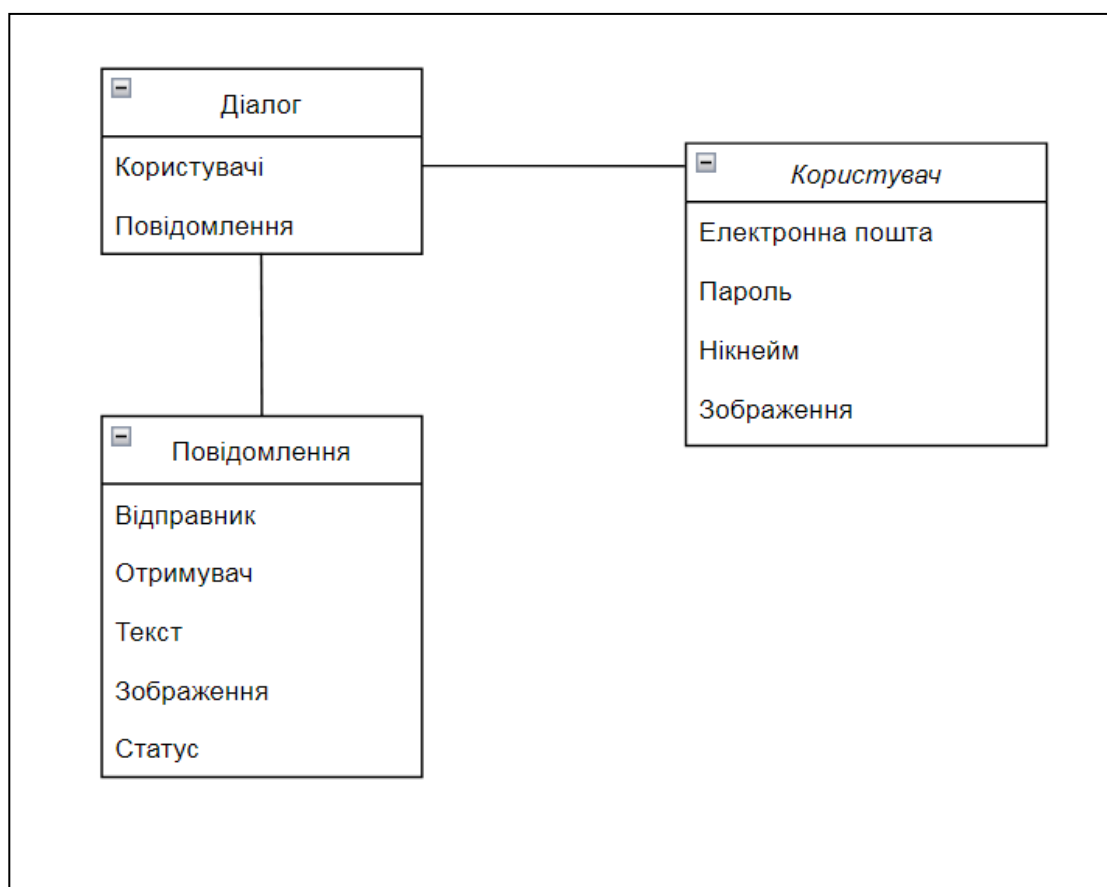 Діалог
Користувачі
Повідомлення
Користувач
Електронна пошта
Пароль
Нікнейм
Зображення
Повідомлення
Відправник
Отримувач
Текст
Зображення
Статус